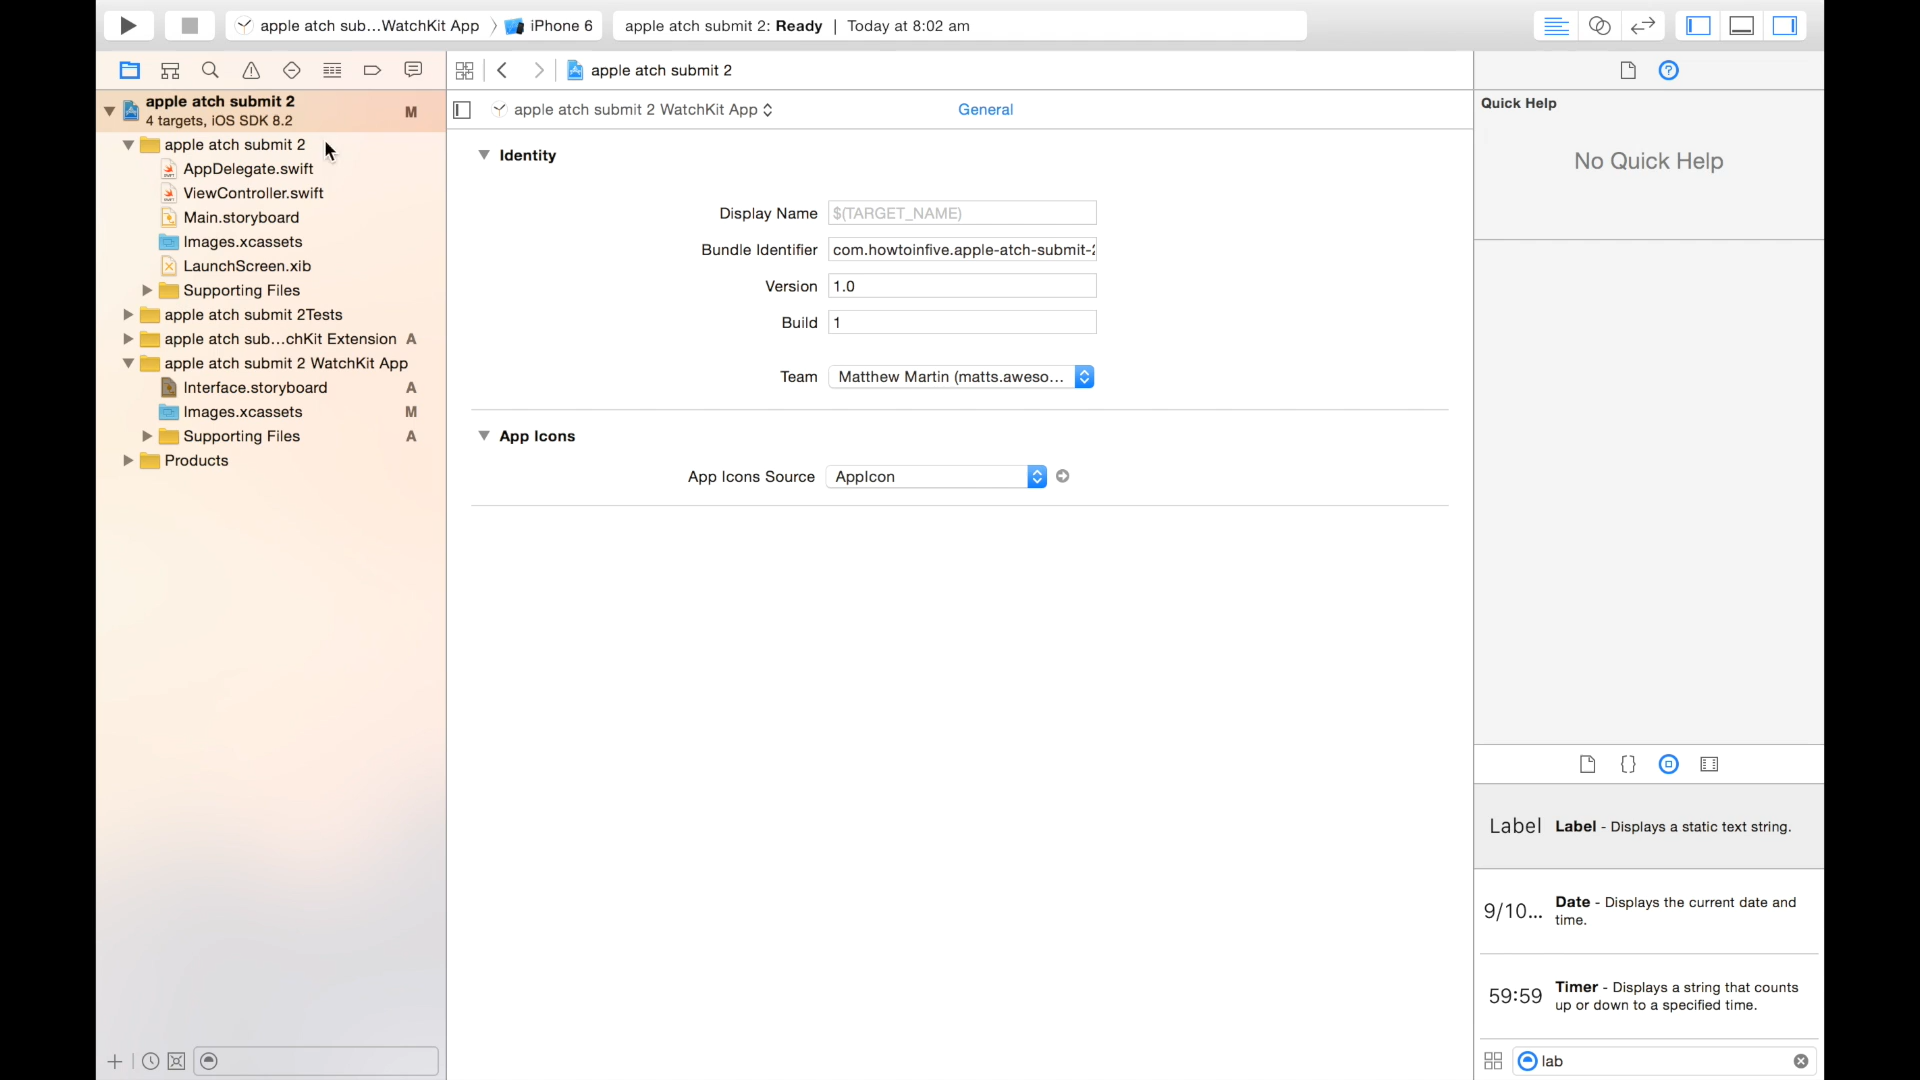 apple atch sub...WatchKit App
iPhone 6
apple atch submit 2: Ready | Today at 8:02 am
apple atch submit 2
4 targets, iOS SDK 8.2
M
apple atch submit 2
AppDelegate.swift
ViewController.swift
Main.storyboard
Images.xcassets
LaunchScreen.xib
Supporting Files
apple atch submit 2Tests
apple atch sub...chKit Extension A
apple atch submit 2 WatchKit App
Interface.storyboard A
Images.xcassets M
Supporting Files A
Products
apple atch submit 2
apple atch submit 2 WatchKit App
General
Identity
Display Name $(TARGET_NAME)
Bundle Identifier com.howtoinfive.apple-atch-submit-
Version 1.0
Build 1
Team Matthew Martin (matts.aweso...
App Icons
App Icons Source AppIcon
Quick Help
No Quick Help
{}
Label Label - Displays a static text string.
9/10... Date - Displays the current date and
time.
59:59 Timer - Displays a string that counts
up or down to a specified time.
lab